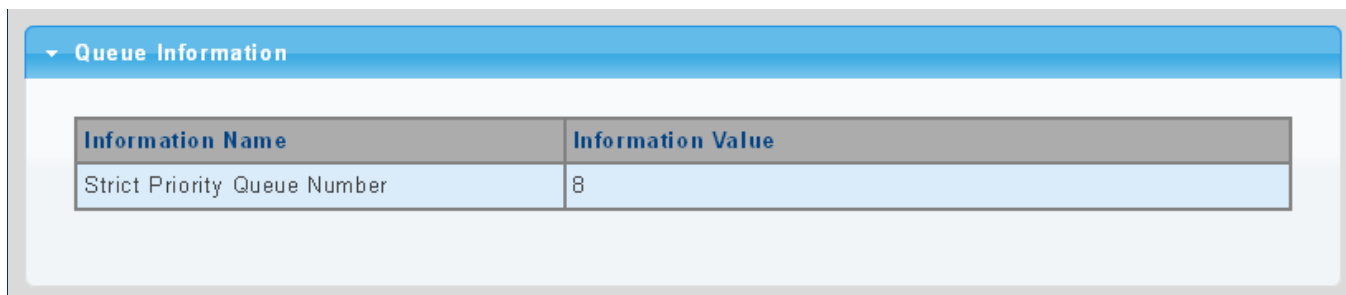 Queue Information
Information Name Information Value
Strict Priority Queue Number 8